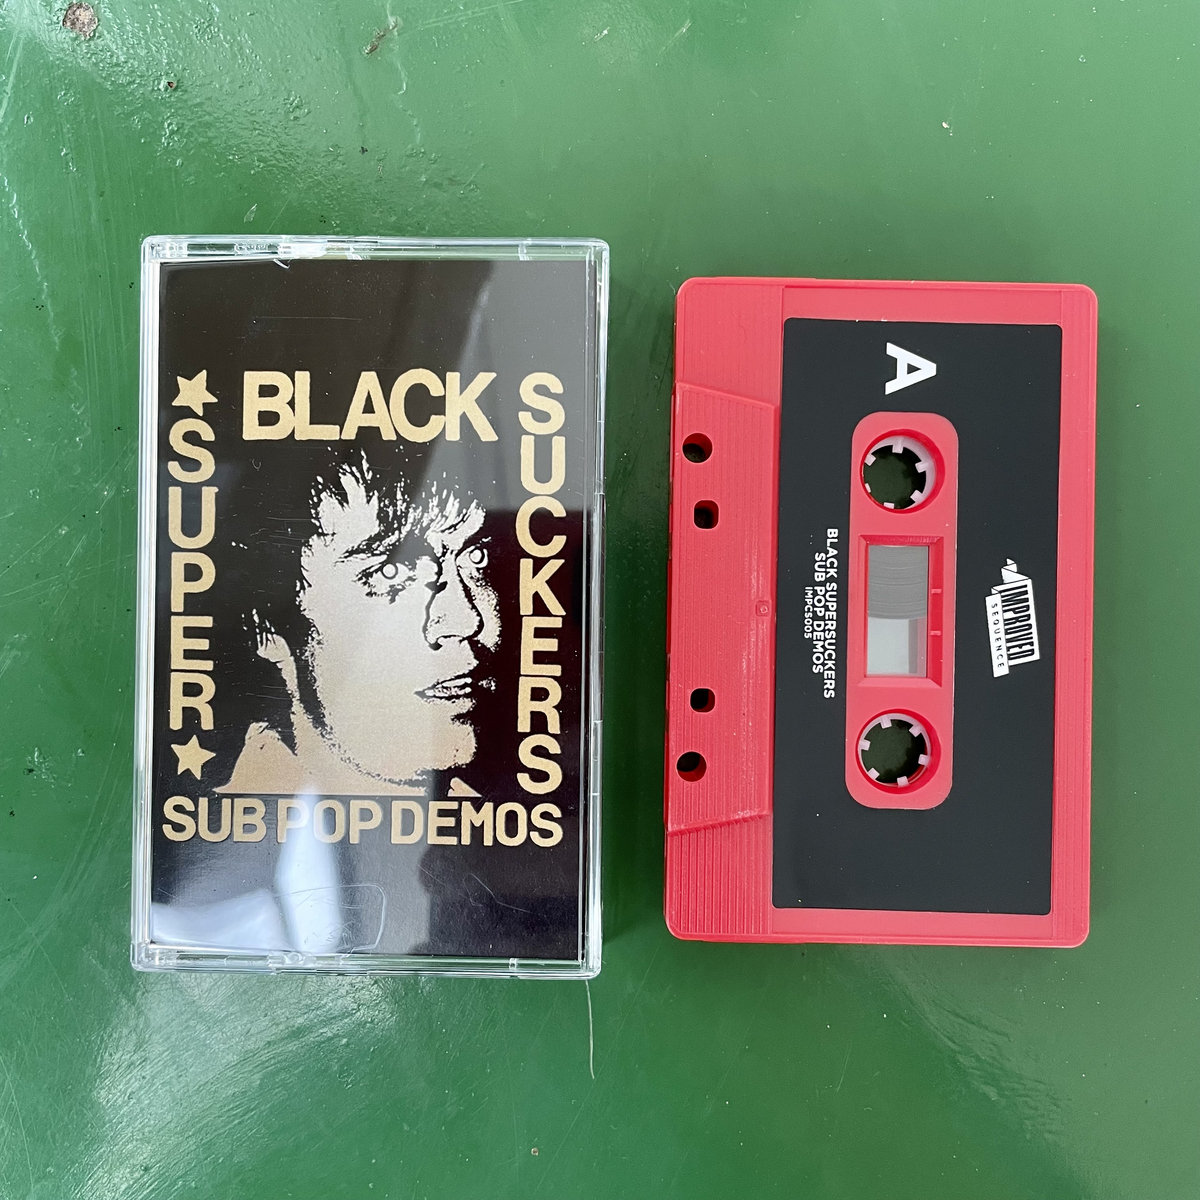 BLACK
SUPER
SUCKERS
SUB POP DEMOS
A
BLACK SUPERSUCKERS
SUB POP DEMOS
IMPCS005
IMPROVED
SEQUENCE